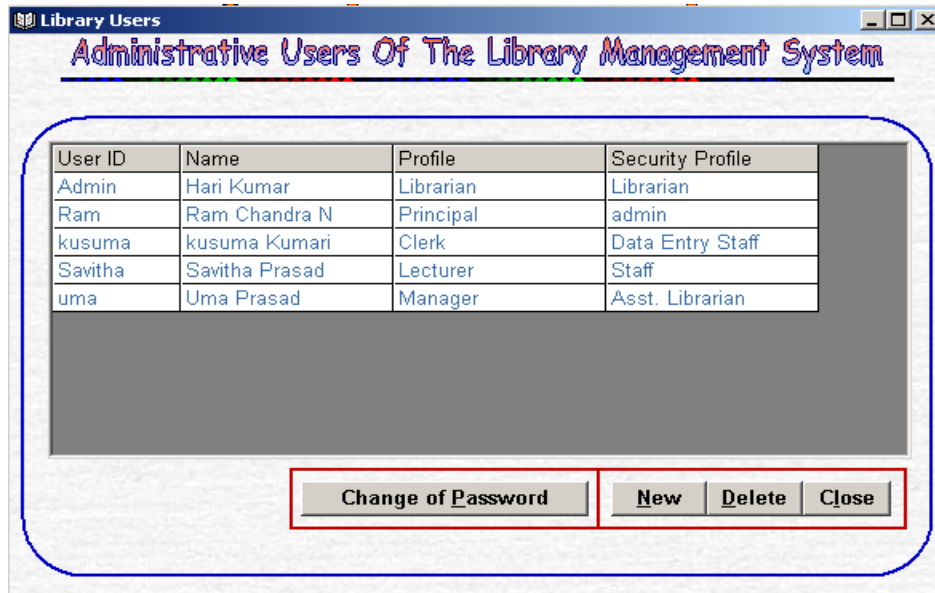 Library Users
Administrative Users Of The Library Management System
User ID Name Profile Security Profile
Admin Hari Kumar Librarian Librarian
Ram Ram Chandra N Principal admin
kusuma kusuma Kumari Clerk Data Entry Staff
Savitha Savitha Prasad Lecturer Staff
uma Uma Prasad Manager Asst. Librarian
Change of Password New Delete Close